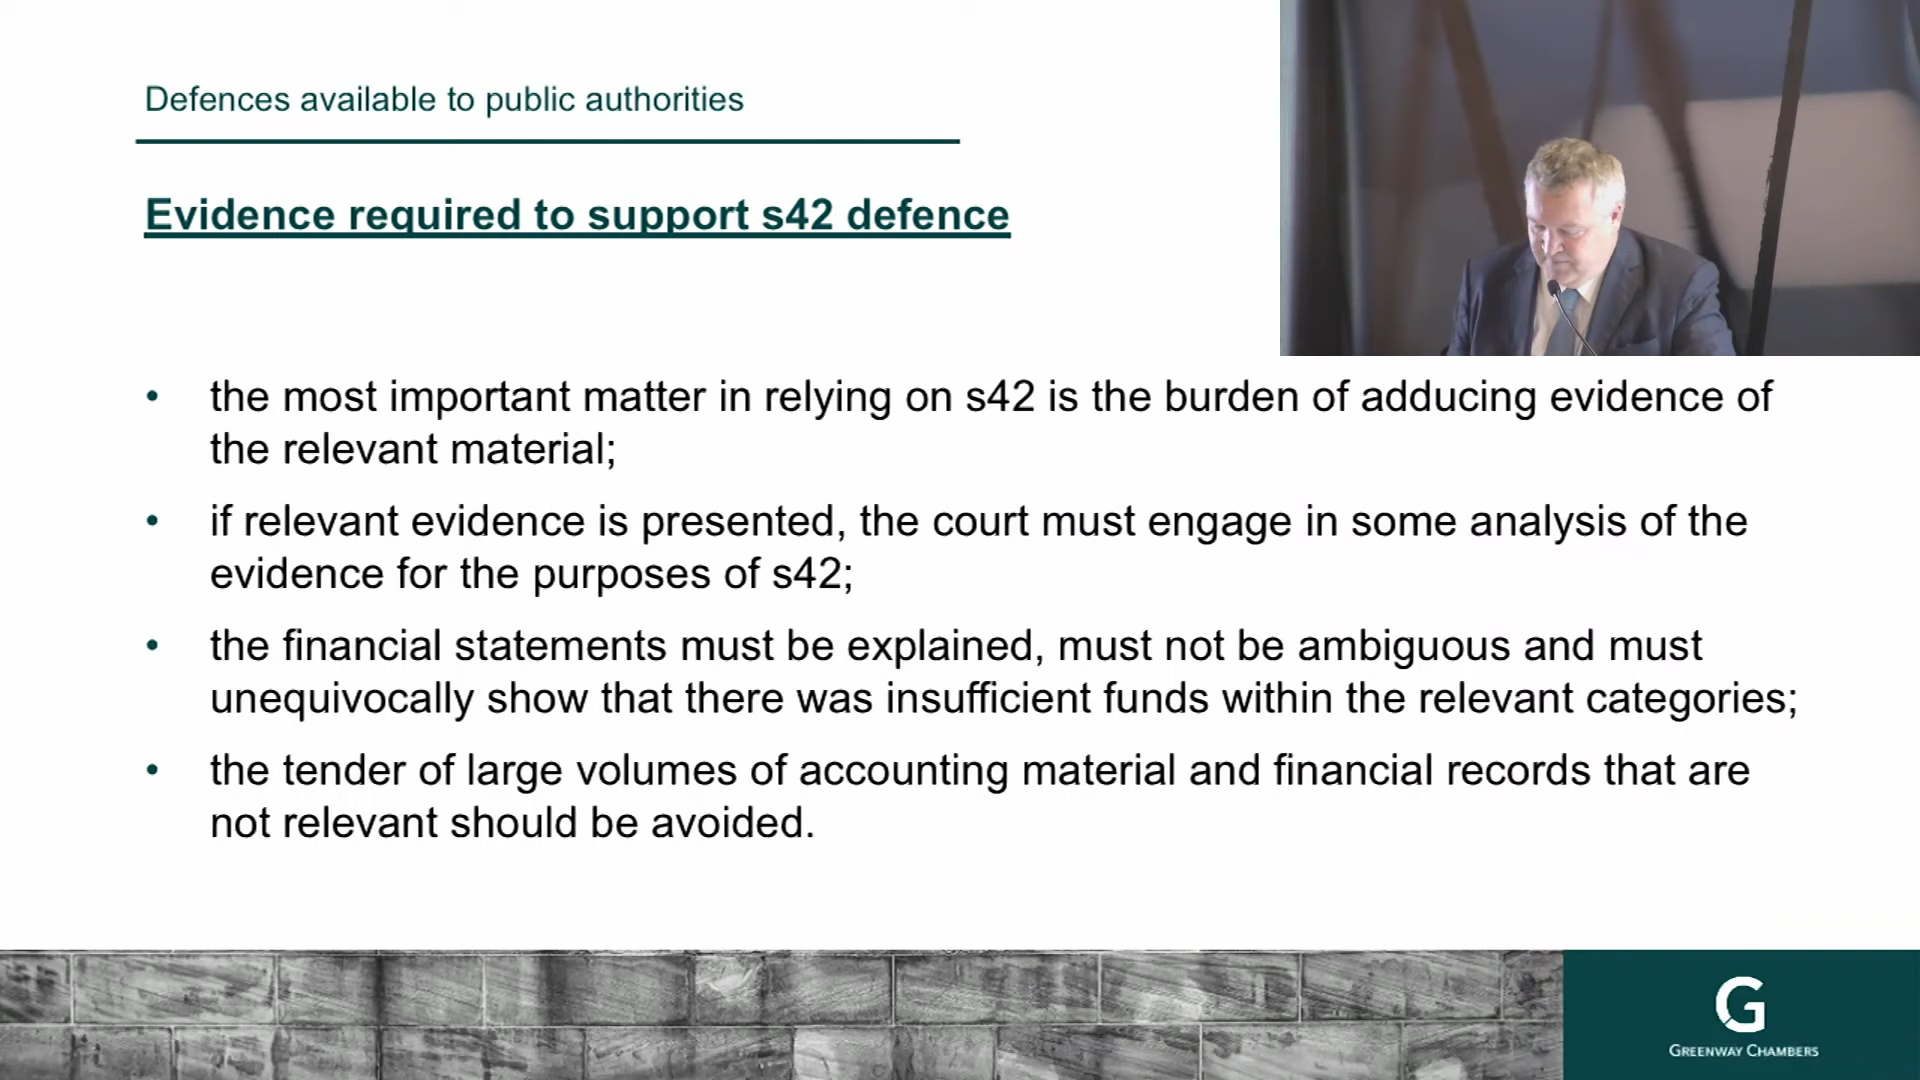 Defences available to public authorities
Evidence required to support s42 defence
• the most important matter in relying on s42 is the burden of adducing evidence of
the relevant material;
• if relevant evidence is presented, the court must engage in some analysis of the
evidence for the purposes of s42;
• the financial statements must be explained, must not be ambiguous and must
unequivocally show that there was insufficient funds within the relevant categories;
• the tender of large volumes of accounting material and financial records that are
not relevant should be avoided.
G
GREENWAY CHAMBERS